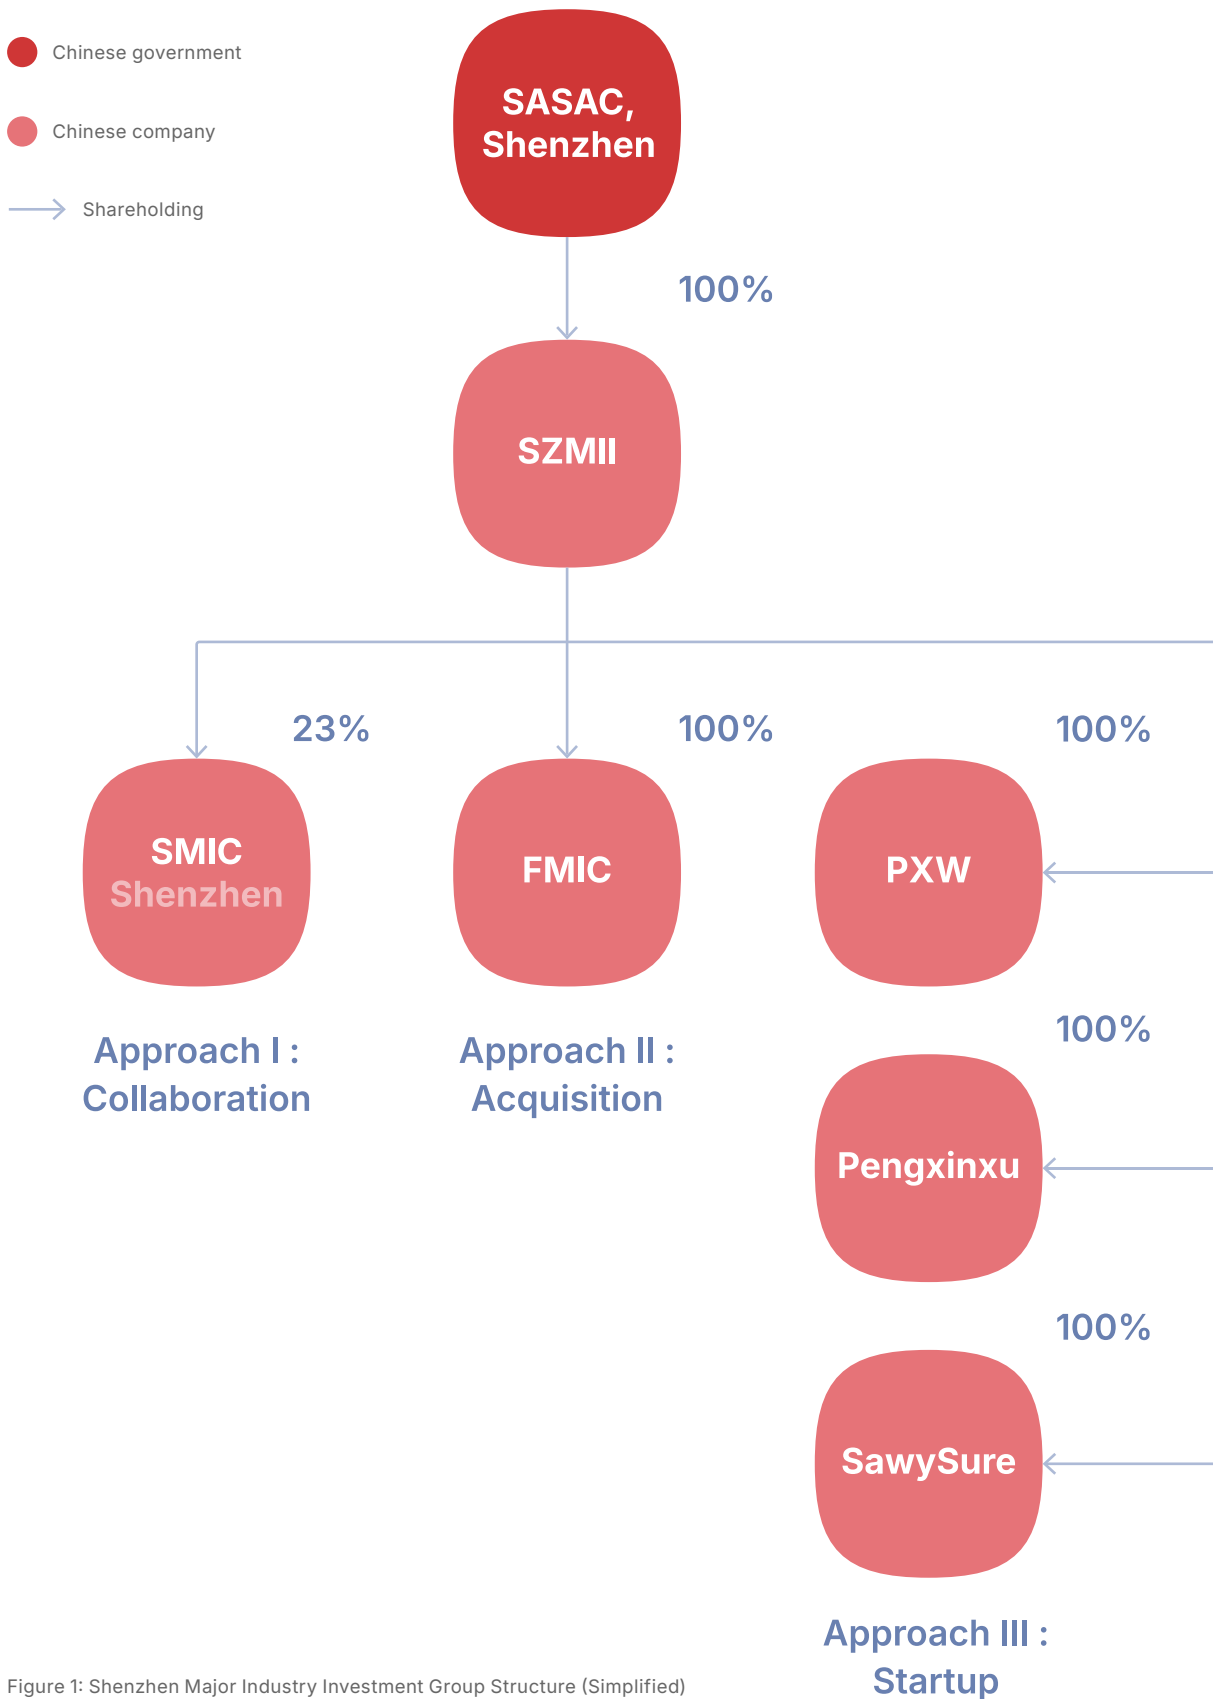 Chinese government
Chinese company
Shareholding
SASAC,
Shenzhen
100%
SZMII
23%
100%
100%
SMIC
Shenzhen
FMIC
PXW
Approach I :
Collaboration
Approach II :
Acquisition
100%
Pengxinxu
100%
SawySure
Approach III :
Startup
Figure 1: Shenzhen Major Industry Investment Group Structure (Simplified)